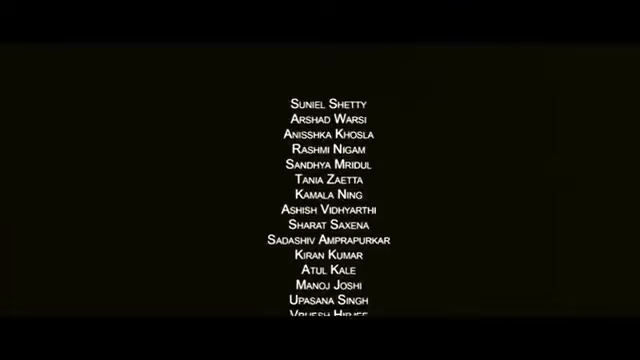 Suniel Shetty
Arshad Warsi
Anisshka Khosla
Rashmi Nigam
Sandhya Mridul
Tania Zaetta
Kamala Ning
Ashish Vidhyarthi
Sharat Saxena
Sadashiv Amprapurkar
Kiran Kumar
Atul Kale
Manoj Joshi
Upasana Singh